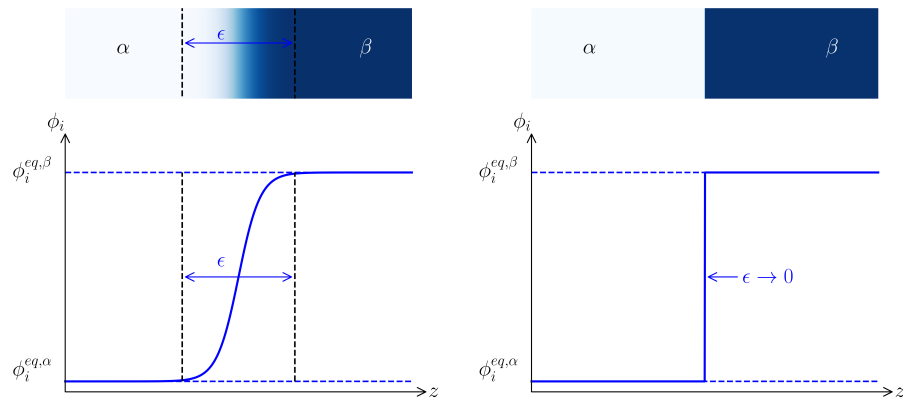 α ϵ β
ϕ_i
ϕ_i^{eq,β}
ϵ
ϕ_i^{eq,α}
z
α β
ϕ_i
ϕ_i^{eq,β}
ϵ → 0
ϕ_i^{eq,α}
z